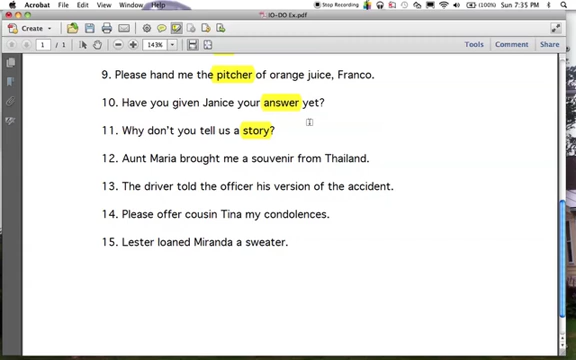 Acrobat File Edit View Window Help
Stop Recording (100%) Sun 7:35 PM
IO-DO Ex.pdf
Create
1 / 1 143% Tools Comment Share
9. Please hand me the pitcher of orange juice, Franco.
10. Have you given Janice your answer yet?
11. Why don't you tell us a story?
12. Aunt Maria brought me a souvenir from Thailand.
13. The driver told the officer his version of the accident.
14. Please offer cousin Tina my condolences.
15. Lester loaned Miranda a sweater.